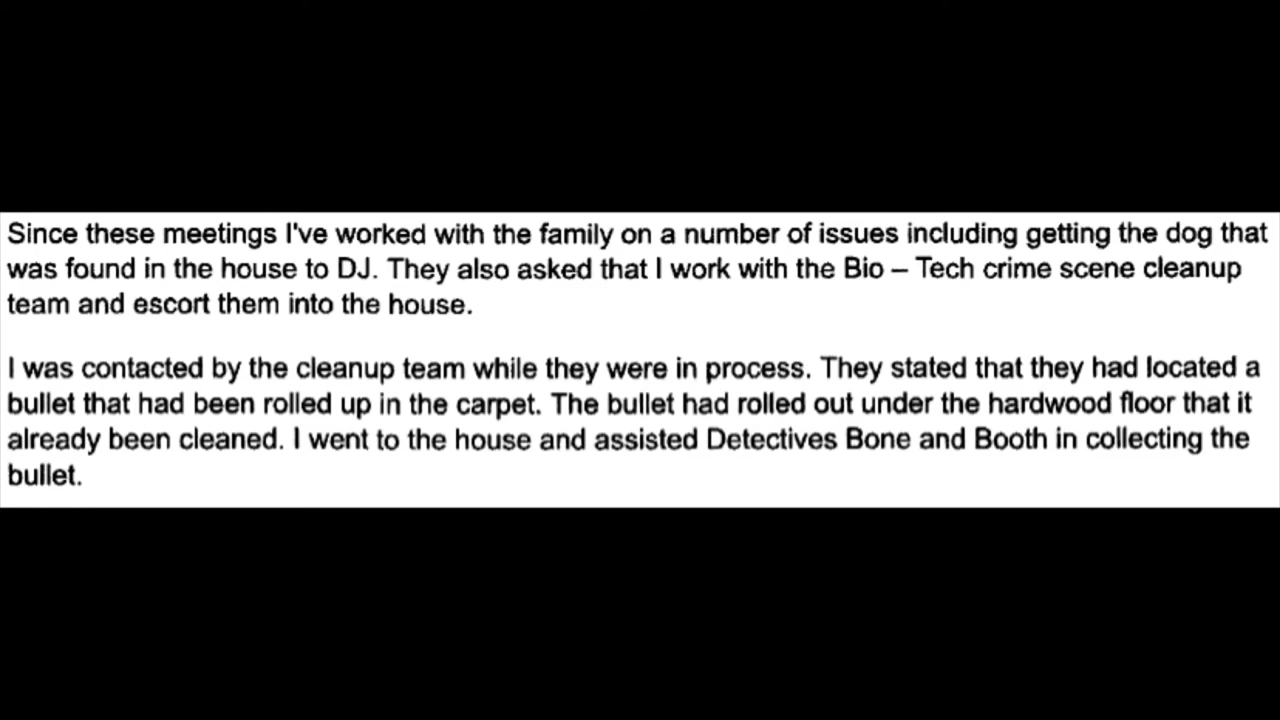 Since these meetings I've worked with the family on a number of issues including getting the dog that
was found in the house to DJ. They also asked that I work with the Bio – Tech crime scene cleanup
team and escort them into the house.
I was contacted by the cleanup team while they were in process. They stated that they had located a
bullet that had been rolled up in the carpet. The bullet had rolled out under the hardwood floor that it
already been cleaned. I went to the house and assisted Detectives Bone and Booth in collecting the
bullet.